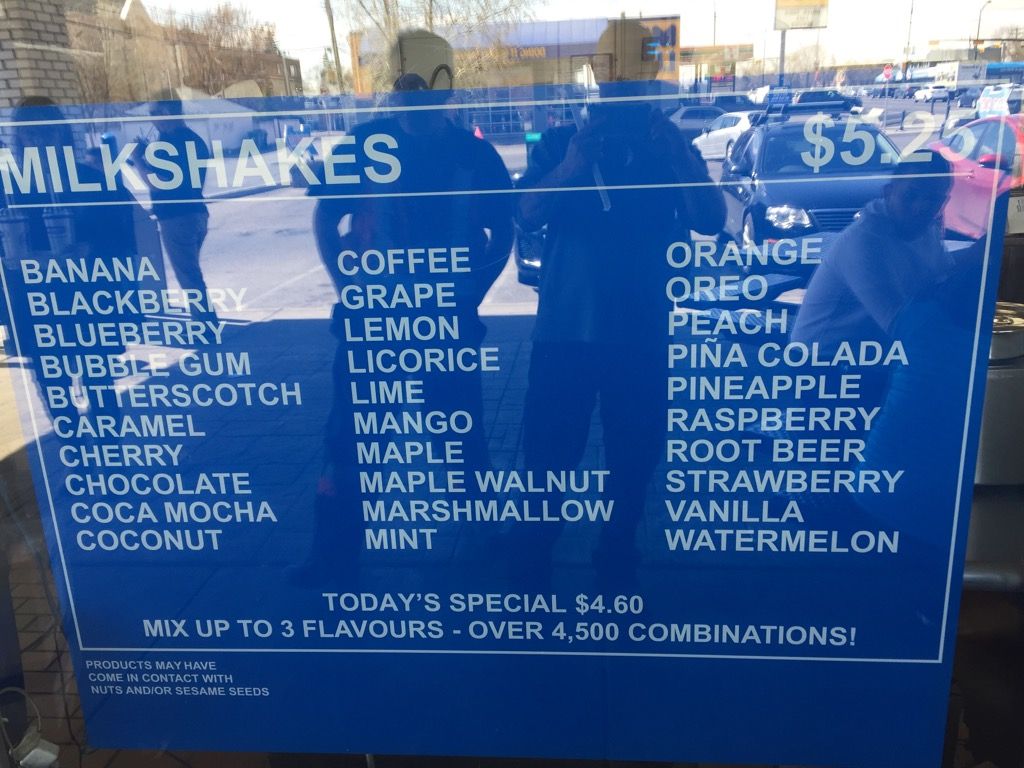 MILKSHAKES $5.25
BANANA
BLACKBERRY
BLUEBERRY
BUBBLE GUM
BUTTERSCOTCH
CARAMEL
CHERRY
CHOCOLATE
COCA MOCHA
COCONUT
COFFEE
GRAPE
LEMON
LICORICE
LIME
MANGO
MAPLE
MAPLE WALNUT
MARSHMALLOW
MINT
ORANGE
OREO
PEACH
PIÑA COLADA
PINEAPPLE
RASPBERRY
ROOT BEER
STRAWBERRY
VANILLA
WATERMELON
TODAY'S SPECIAL $4.60
MIX UP TO 3 FLAVOURS - OVER 4,500 COMBINATIONS!
PRODUCTS MAY HAVE
COME IN CONTACT WITH
NUTS AND/OR SESAME SEEDS